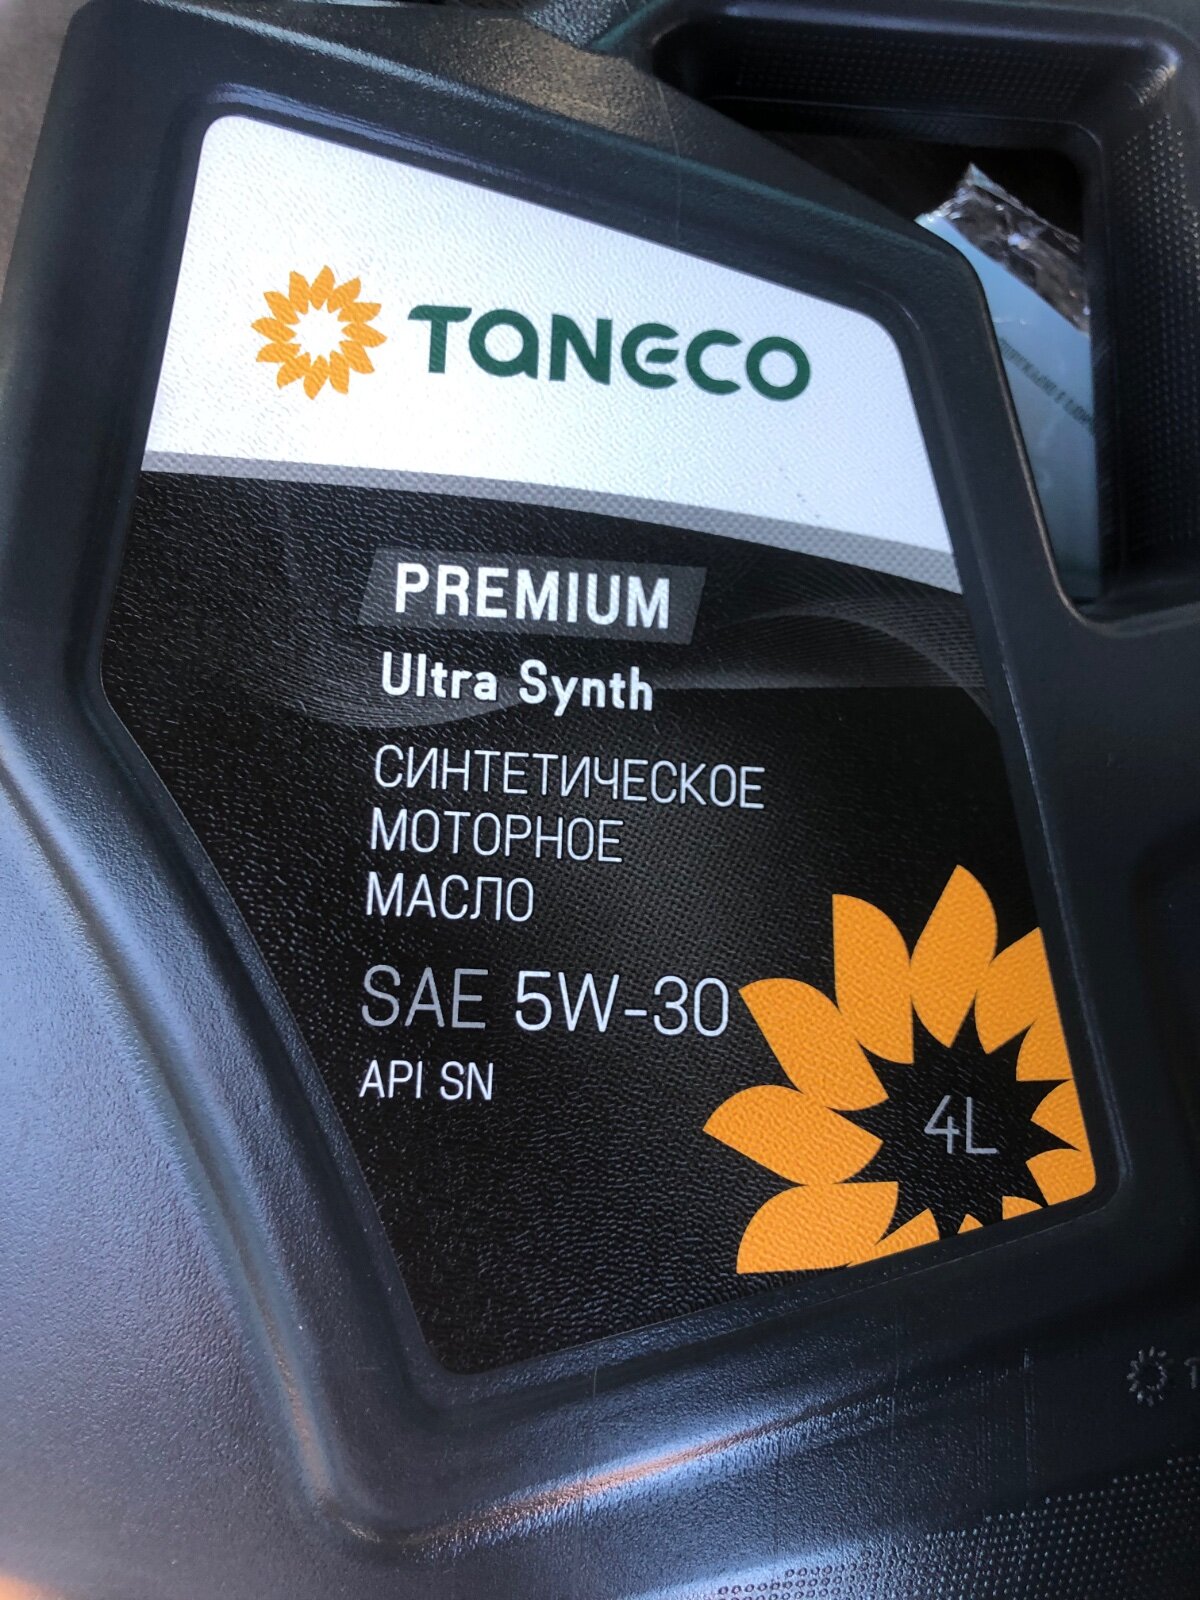 TANECO
PREMIUM
Ultra Synth
СИНТЕТИЧЕСКОЕ
МОТОРНОЕ
МАСЛО
SAE 5W-30
API SN
4L